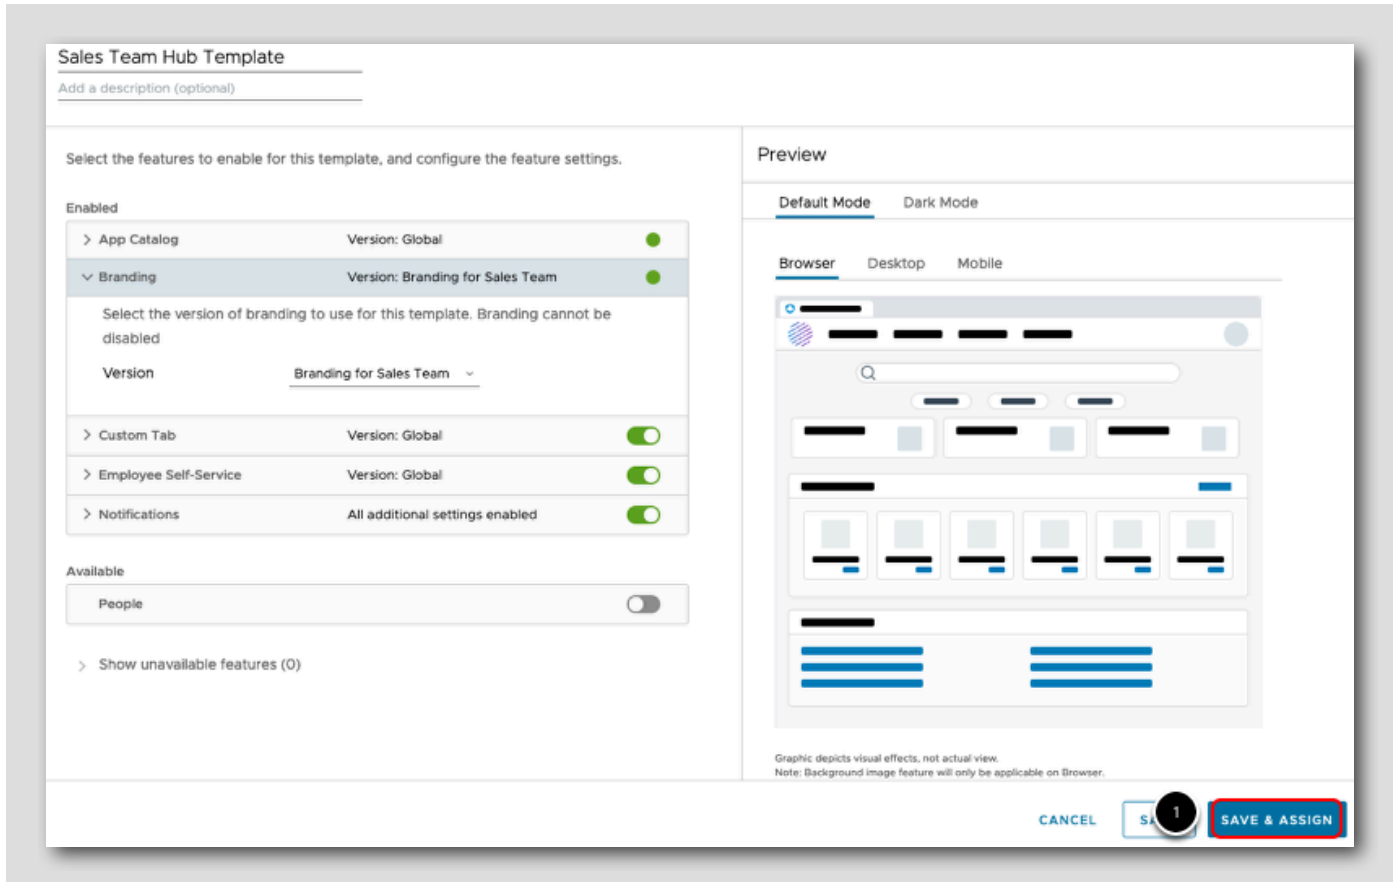 Sales Team Hub Template
Add a description (optional)
Select the features to enable for this template, and configure the feature settings.
Enabled
App Catalog Version: Global
Branding Version: Branding for Sales Team
Select the version of branding to use for this template. Branding cannot be
disabled
Version Branding for Sales Team
Custom Tab Version: Global
Employee Self-Service Version: Global
Notifications All additional settings enabled
Available
People
Show unavailable features (0)
Preview
Default Mode Dark Mode
Browser Desktop Mobile
Graphic depicts visual effects, not actual view.
Note: Background image feature will only be applicable on Browser.
CANCEL 1 SAVE & ASSIGN